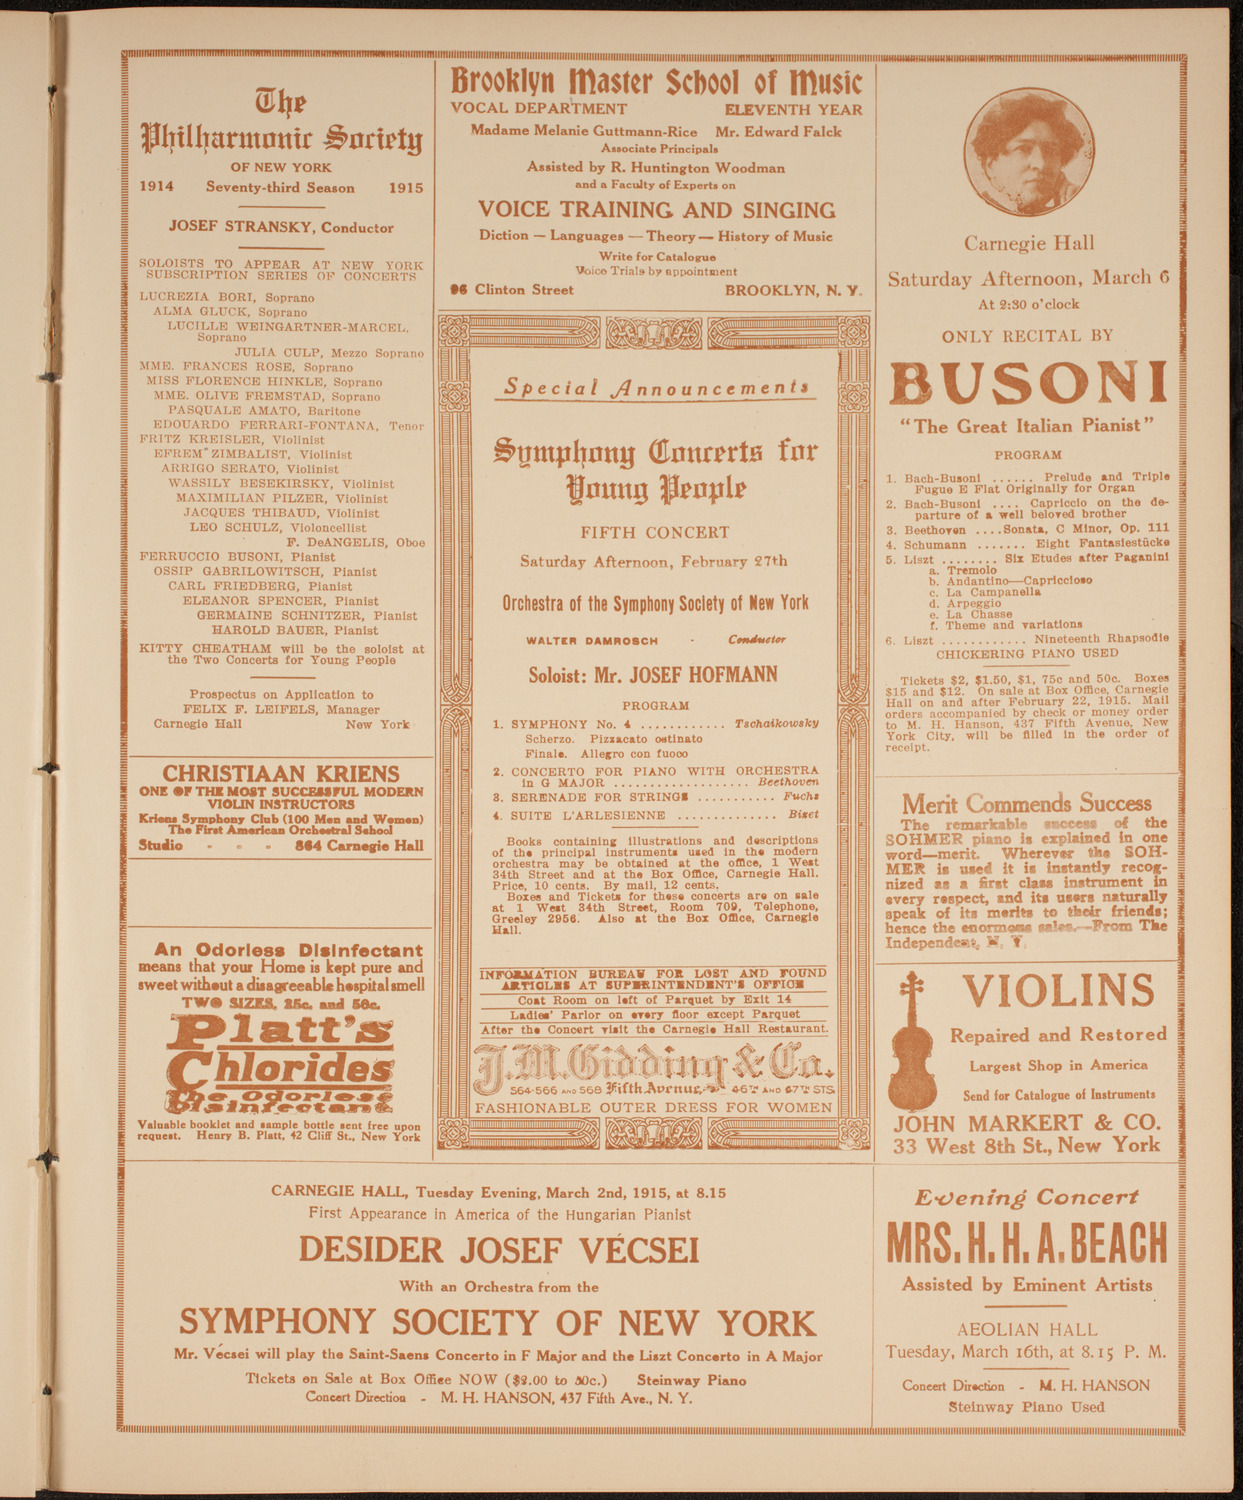 The
Philharmonic Society
OF NEW YORK
1914 Seventy-third Season 1915
JOSEF STRANSKY, Conductor
SOLOISTS TO APPEAR AT NEW YORK
SUBSCRIPTION SERIES OF CONCERTS
LUCREZIA BORI, Soprano
ALMA GLUCK, Soprano
LUCILLE WEINGARTNER-MARCEL,
Soprano
JULIA CULP, Mezzo Soprano
MME. FRANCES ROSE, Soprano
MISS FLORENCE HINKLE, Soprano
MME. OLIVE FREMSTAD, Soprano
PASQUALE AMATO, Baritone
EDOUARDO FERRARI-FONTANA, Tenor
FRITZ KREISLER, Violinist
EFREM ZIMBALIST, Violinist
ARRIGO SERATO, Violinist
WASSILY BESEKIRSKY, Violinist
MAXIMILIAN PILZER, Violinist
JACQUES THIBAUD, Violinist
LEO SCHULZ, Violoncellist
F. DeANGELIS, Oboe
FERRUCCIO BUSONI, Pianist
OSSIP GABRILOWITSCH, Pianist
CARL FRIEDBERG, Pianist
ELEANOR SPENCER, Pianist
GERMAINE SCHNITZER, Pianist
HAROLD BAUER, Pianist
KITTY CHEATHAM will be the soloist at
the Two Concerts for Young People
Prospectus on Application to
FELIX F. LEIFELS, Manager
Carnegie Hall New York
CHRISTIAAN KRIENS
ONE OF THE MOST SUCCESSFUL MODERN
VIOLIN INSTRUCTORS
Kriens Symphony Club (100 Men and Women)
The First American Orchestral School
Studio - - - 864 Carnegie Hall
An Odorless Disinfectant
means that your Home is kept pure and
sweet without a disagreeable hospital smell
TWO SIZES, 25c. and 50c.
Platt's
Chlorides
The Odorless
Disinfectant
Valuable booklet and sample bottle sent free upon
request. Henry B. Platt, 42 Cliff St., New York
Brooklyn Master School of Music
VOCAL DEPARTMENT ELEVENTH YEAR
Madame Melanie Guttmann-Rice Mr. Edward Falck
Associate Principals
Assisted by R. Huntington Woodman
and a Faculty of Experts on
VOICE TRAINING AND SINGING
Diction — Languages — Theory — History of Music
Write for Catalogue
Voice Trials by appointment
96 Clinton Street BROOKLYN, N. Y.
Special Announcements
Symphony Concerts for
Young People
FIFTH CONCERT
Saturday Afternoon, February 27th
Orchestra of the Symphony Society of New York
WALTER DAMROSCH - Conductor
Soloist: Mr. JOSEF HOFMANN
PROGRAM
1. SYMPHONY No. 4 ............ Tschaikowsky
Scherzo. Pizzacato ostinato
Finale. Allegro con fuoco
2. CONCERTO FOR PIANO WITH ORCHESTRA
in G MAJOR .................. Beethoven
3. SERENADE FOR STRINGS ........... Fuchs
4. SUITE L'ARLESIENNE ............. Bizet
Books containing illustrations and descriptions
of the principal instruments used in the modern
orchestra may be obtained at the office, 1 West
34th Street and at the Box Office, Carnegie Hall.
Price, 10 cents. By mail, 12 cents.
Boxes and Tickets for these concerts are on sale
at 1 West 34th Street, Room 709, Telephone,
Greeley 2956. Also at the Box Office, Carnegie
Hall.
INFORMATION BUREAU FOR LOST AND FOUND
ARTICLES AT SUPERINTENDENT'S OFFICE
Coat Room on left of Parquet by Exit 14
Ladies' Parlor on every floor except Parquet
After the Concert visit the Carnegie Hall Restaurant.
J.M. Gidding & Co.
564-566 AND 568 Fifth Avenue 46TH AND 47TH STS.
FASHIONABLE OUTER DRESS FOR WOMEN
Carnegie Hall
Saturday Afternoon, March 6
At 2:30 o'clock
ONLY RECITAL BY
BUSONI
"The Great Italian Pianist"
PROGRAM
1. Bach-Busoni ...... Prelude and Triple
Fugue E Flat Originally for Organ
2. Bach-Busoni .... Capriccio on the de-
parture of a well beloved brother
3. Beethoven ....Sonata, C Minor, Op. 111
4. Schumann ....... Eight Fantasiestücke
5. Liszt ........ Six Etudes after Paganini
a. Tremolo
b. Andantino—Capriccioso
c. La Campanella
d. Arpeggio
e. La Chasse
f. Theme and variations
6. Liszt ............ Nineteenth Rhapsodie
CHICKERING PIANO USED
Tickets $2, $1.50, $1, 75c and 50c. Boxes
$15 and $12. On sale at Box Office, Carnegie
Hall on and after February 22, 1915. Mail
orders accompanied by check or money order
to M. H. Hanson, 437 Fifth Avenue, New
York City, will be filled in the order of
receipt.
Merit Commends Success
The remarkable success of the
SOHMER piano is explained in one
word—merit. Wherever the SOH-
MER is used it is instantly recog-
nized as a first class instrument in
every respect, and its users naturally
speak of its merits to their friends;
hence the enormous sales.—From The
Independent, N. Y.
VIOLINS
Repaired and Restored
Largest Shop in America
Send for Catalogue of Instruments
JOHN MARKERT & CO.
33 West 8th St., New York
CARNEGIE HALL, Tuesday Evening, March 2nd, 1915, at 8.15
First Appearance in America of the Hungarian Pianist
DESIDER JOSEF VÉCSEI
With an Orchestra from the
SYMPHONY SOCIETY OF NEW YORK
Mr. Vécsei will play the Saint-Saens Concerto in F Major and the Liszt Concerto in A Major
Tickets on Sale at Box Office NOW ($2.00 to 50c.) Steinway Piano
Concert Direction - M. H. HANSON, 437 Fifth Ave., N. Y.
Evening Concert
MRS. H. H. A. BEACH
Assisted by Eminent Artists
AEOLIAN HALL
Tuesday, March 16th, at 8.15 P. M.
Concert Direction - M. H. HANSON
Steinway Piano Used